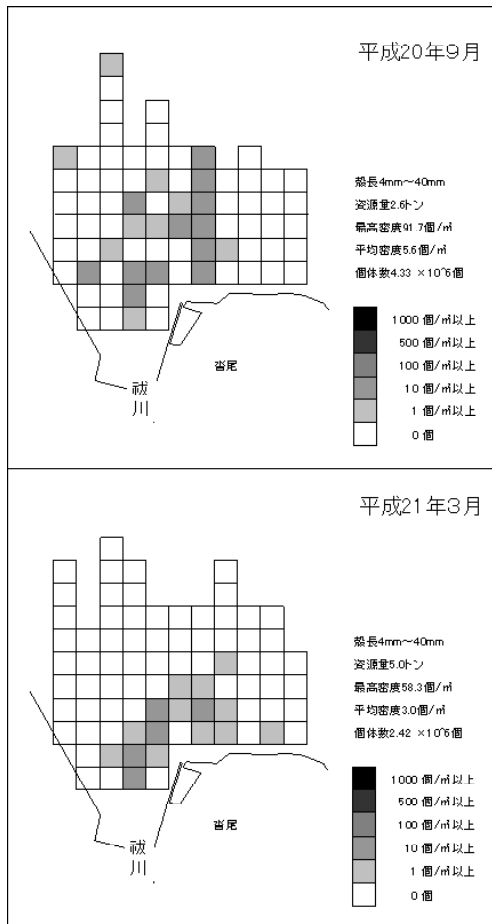 平成20年9月
殻長4mm~40mm
資源量2.6トン
最高密度91.7個/㎡
平均密度5.6個/㎡
個体数4.33 ×10^6個
1000 個/㎡以上
500 個/㎡以上
100 個/㎡以上
10 個/㎡以上
1 個/㎡以上
0 個
沓尾
祓川
平成21年3月
殻長4mm~40mm
資源量5.0トン
最高密度58.3個/㎡
平均密度3.0個/㎡
個体数2.42 ×10^6個
1000 個/㎡以上
500 個/㎡以上
100 個/㎡以上
10 個/㎡以上
1 個/㎡以上
0 個
沓尾
祓川